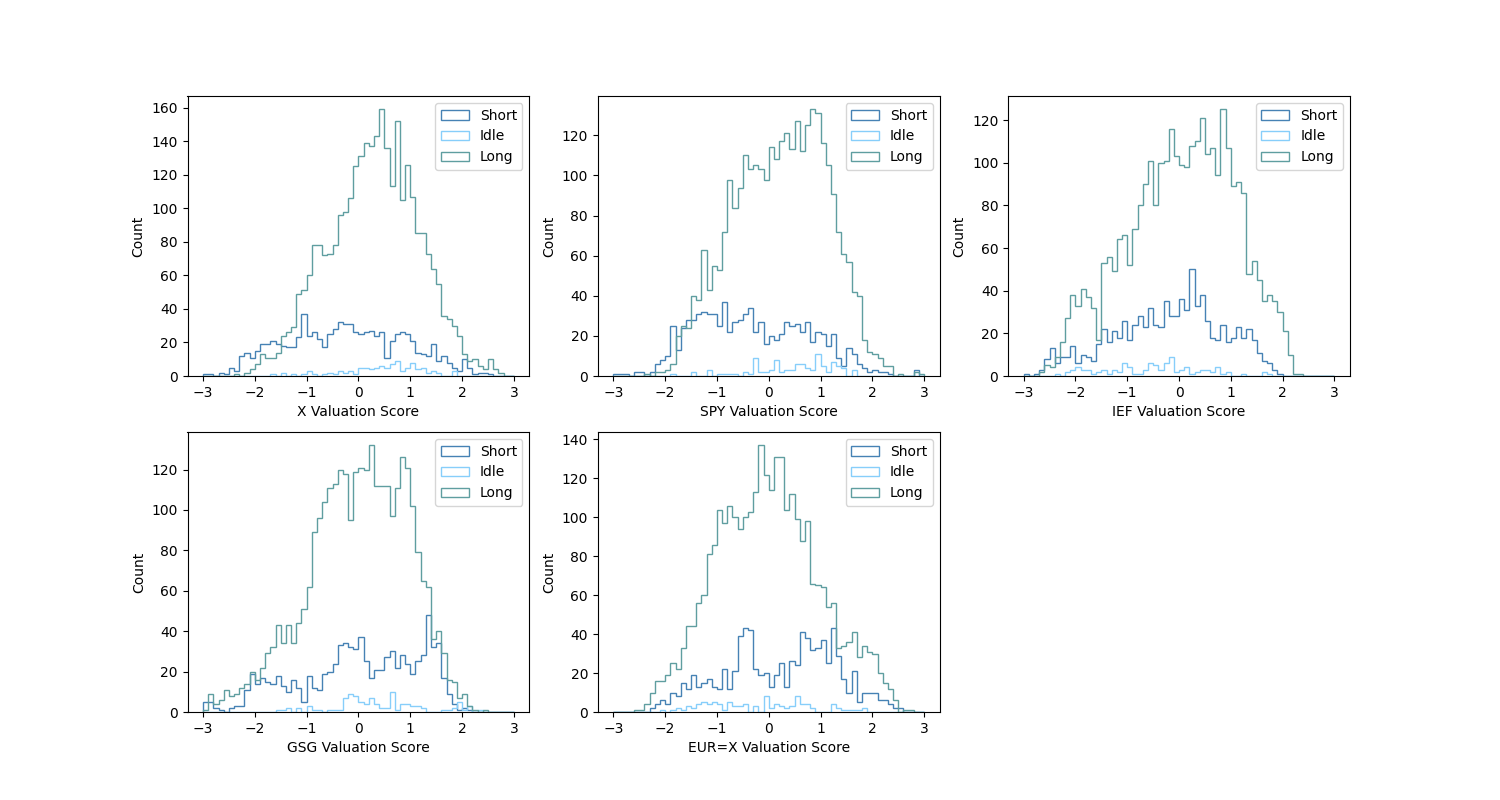 160
140
120
100
80
60
40
20
0
Count
−3 −2 −1 0 1 2 3
X Valuation Score
Short
Idle
Long
120
100
80
60
40
20
0
Count
−3 −2 −1 0 1 2 3
SPY Valuation Score
Short
Idle
Long
120
100
80
60
40
20
0
Count
−3 −2 −1 0 1 2 3
IEF Valuation Score
Short
Idle
Long
120
100
80
60
40
20
0
Count
−3 −2 −1 0 1 2 3
GSG Valuation Score
Short
Idle
Long
140
120
100
80
60
40
20
0
Count
−3 −2 −1 0 1 2 3
EUR=X Valuation Score
Short
Idle
Long